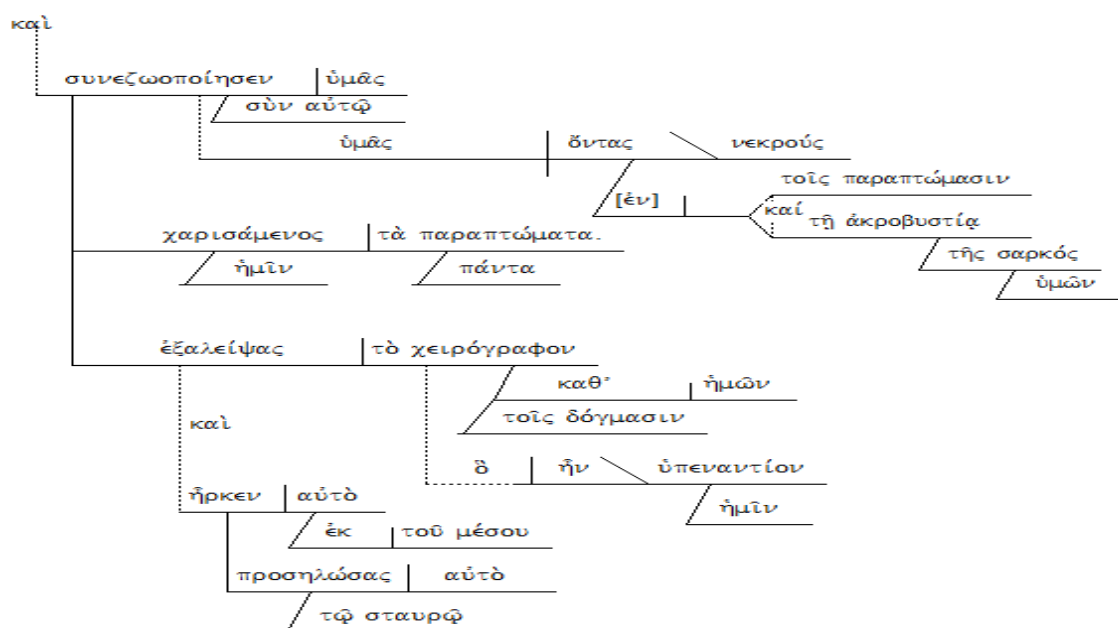 καὶ
συνεζωοποίησεν ὑμᾶς
σὺν αὐτῷ
ὑμᾶς ὄντας νεκρούς
τοῖς παραπτώμασιν
[ἐν] καί
τῇ ἀκροβυστίᾳ
χαρισάμενος τὰ παραπτώματα.
τῆς σαρκός
ἡμῖν πάντα
ὑμῶν
ἐξαλείψας τὸ χειρόγραφον
καθ’ ἡμῶν
τοῖς δόγμασιν
καὶ
ὃ ἦν ὑπεναντίον
ἦρκεν αὐτὸ
ἡμῖν
ἐκ τοῦ μέσου
προσηλώσας αὐτὸ
τῷ σταυρῷ